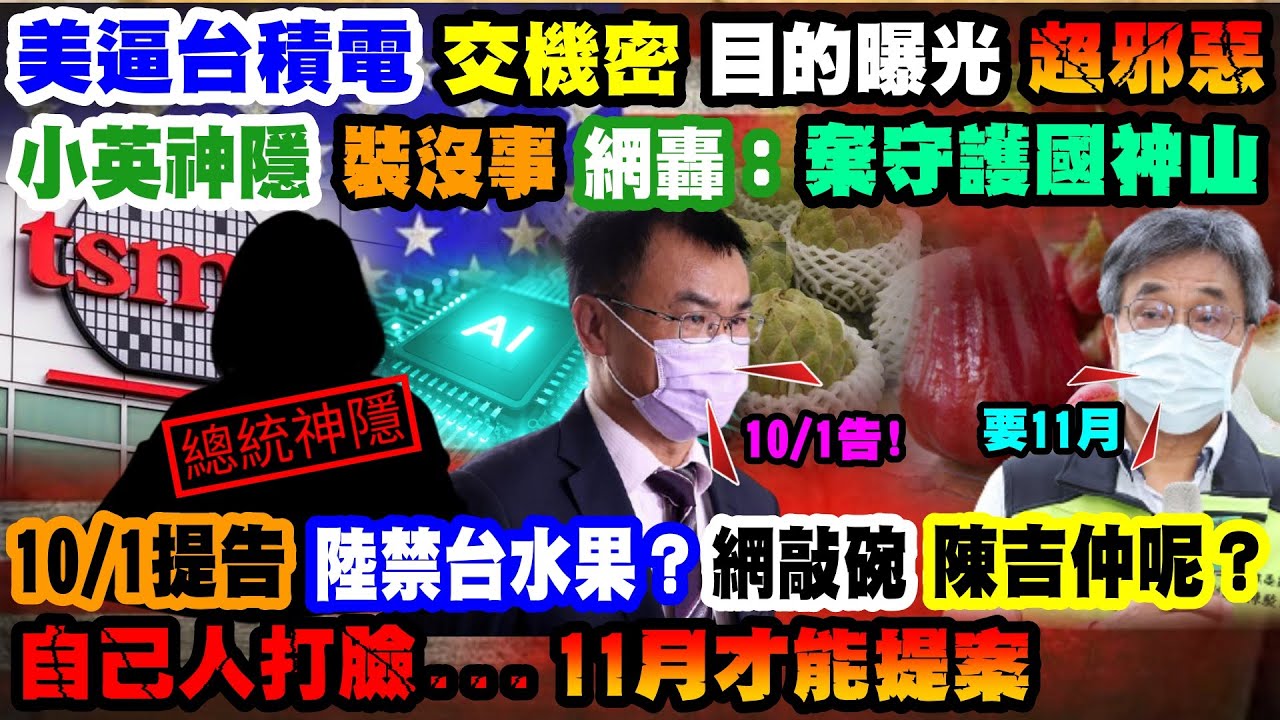 美逼台積電 交機密 目的曝光 超邪惡
小英神隱 裝沒事 網轟：棄守護國神山
tsm
AI
總統神隱
10/1告！
要11月
10/1提告 陸禁台水果？網敲碗 陳吉仲呢？
自己人打臉...11月才能提案